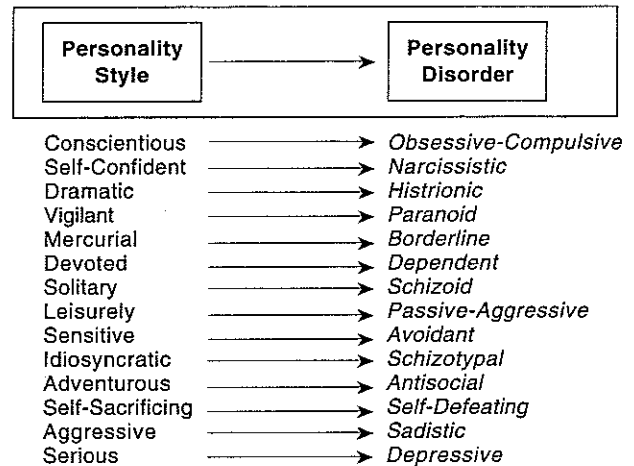 Personality Style → Personality Disorder
Conscientious → Obsessive-Compulsive
Self-Confident → Narcissistic
Dramatic → Histrionic
Vigilant → Paranoid
Mercurial → Borderline
Devoted → Dependent
Solitary → Schizoid
Leisurely → Passive-Aggressive
Sensitive → Avoidant
Idiosyncratic → Schizotypal
Adventurous → Antisocial
Self-Sacrificing → Self-Defeating
Aggressive → Sadistic
Serious → Depressive